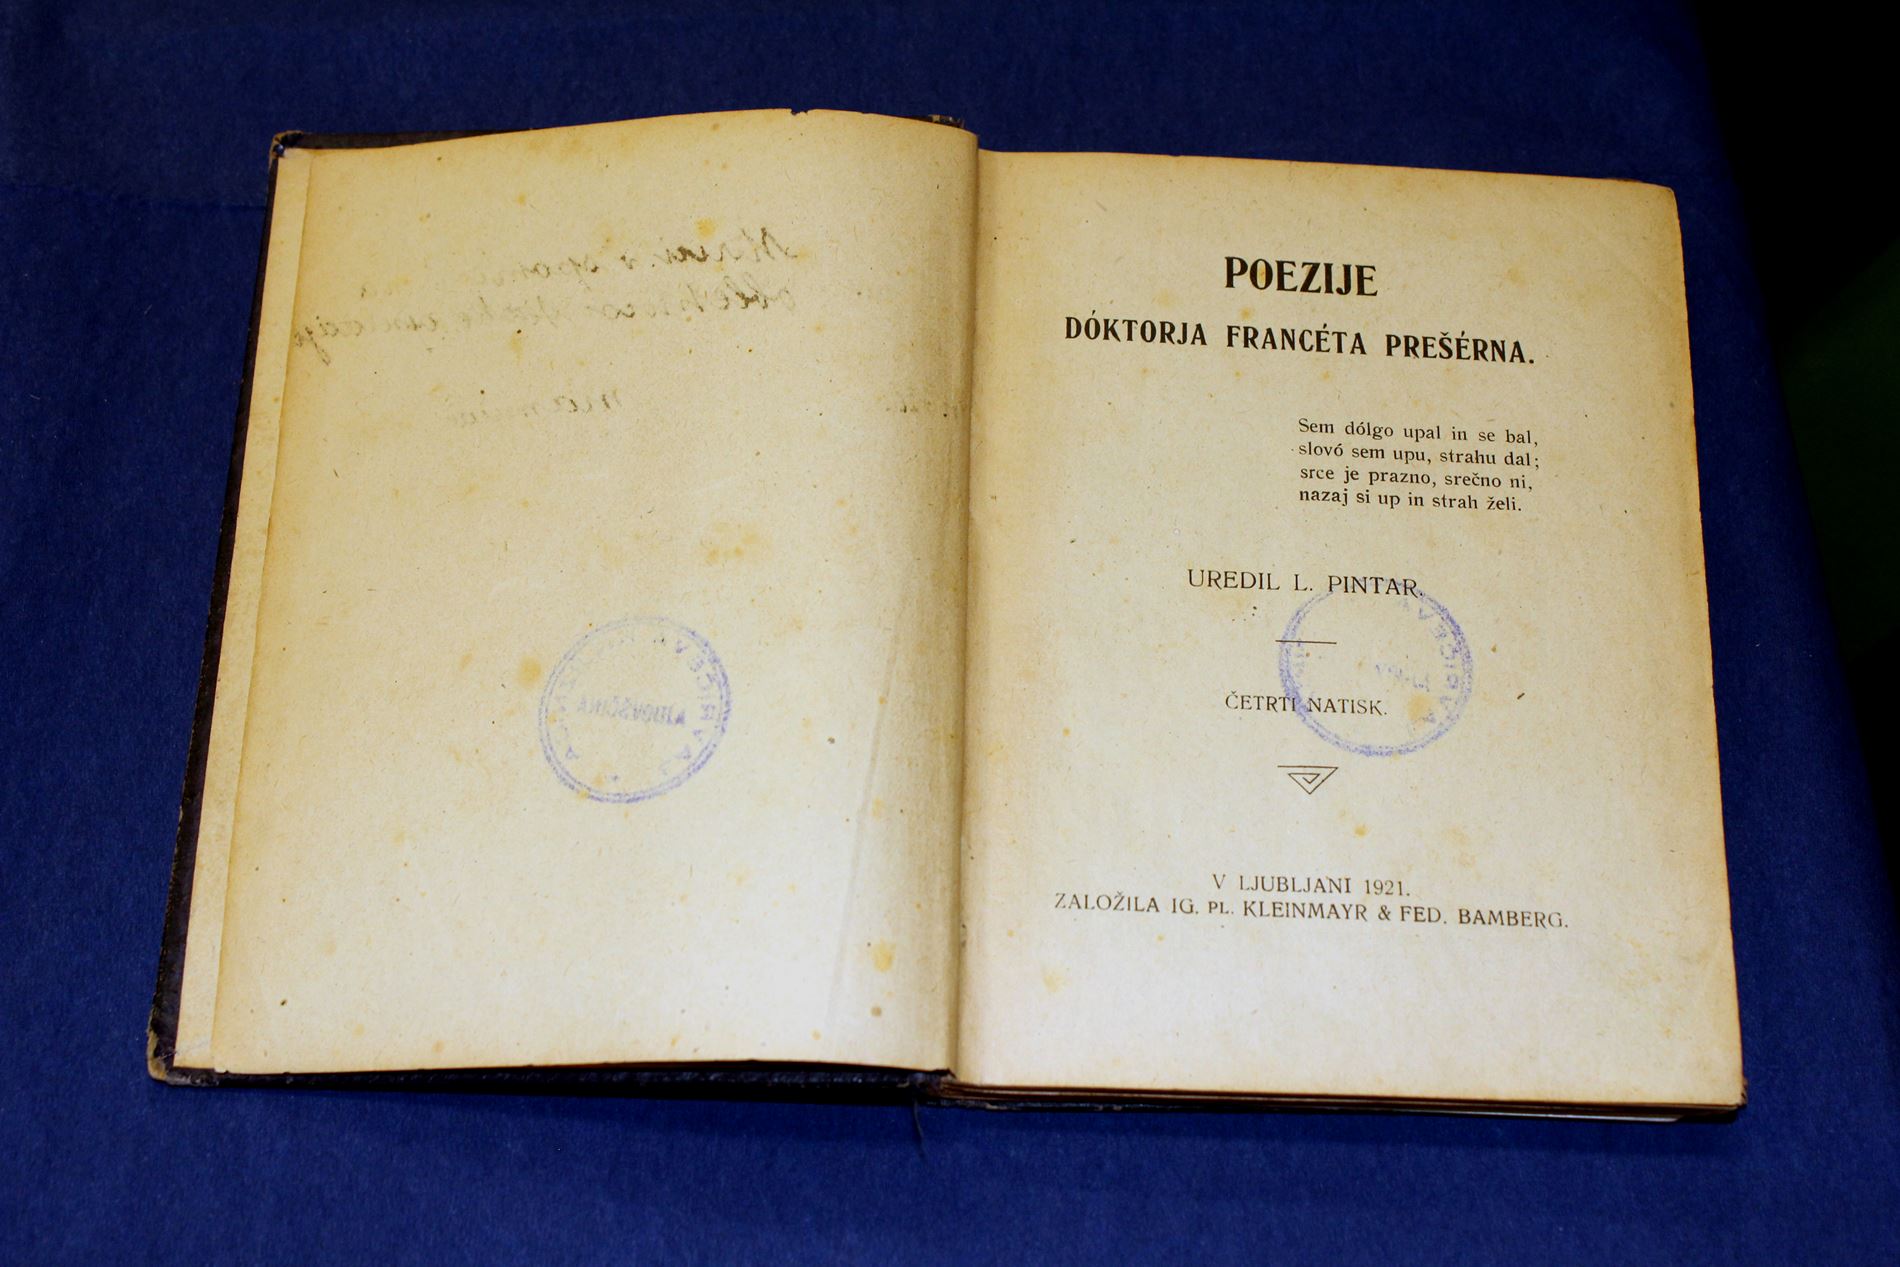 POEZIJE
DÓKTORJA FRANCÉTA PREŠÉRNA.
Sem dólgo upal in se bal,
slovó sem upu, strahu dal;
srce je prazno, srečno ni,
nazaj si up in strah želi.
UREDIL L. PINTAR.
ČETRTI NATISK.
V LJUBLJANI 1921.
ZALOŽILA IG. PL. KLEINMAYR & FED. BAMBERG.